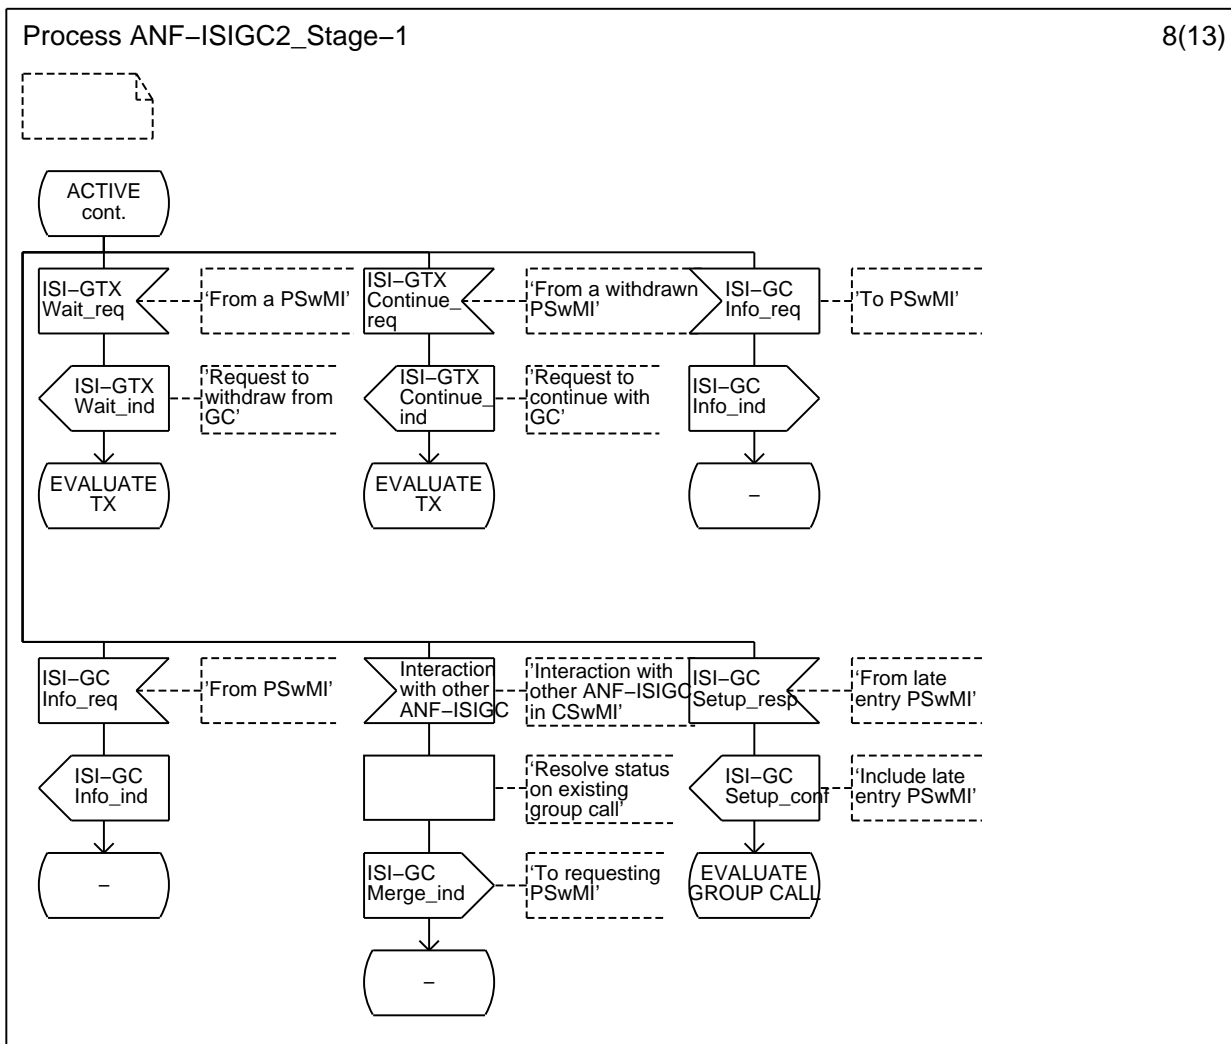 Process ANF−ISIGC2_Stage−1
8(13)
ACTIVE
cont.
ISI−GTX
Wait_req
'From a PSwMI'
ISI−GTX
Continue_
req
'From a withdrawn
PSwMI'
ISI−GC
Info_req
'To PSwMI'
ISI−GTX
Wait_ind
'Request to
withdraw from
GC'
ISI−GTX
Continue_
ind
'Request to
continue with
GC'
ISI−GC
Info_ind
EVALUATE
TX
EVALUATE
TX
−
ISI−GC
Info_req
'From PSwMI'
Interaction
with other
ANF−ISIGC
'Interaction with
other ANF−ISIGC
in CSwMI'
ISI−GC
Setup_resp
'From late
entry PSwMI'
ISI−GC
Info_ind
'Resolve status
on existing
group call'
ISI−GC
Setup_conf
'Include late
entry PSwMI'
−
ISI−GC
Merge_ind
'To requesting
PSwMI'
EVALUATE
GROUP CALL
−